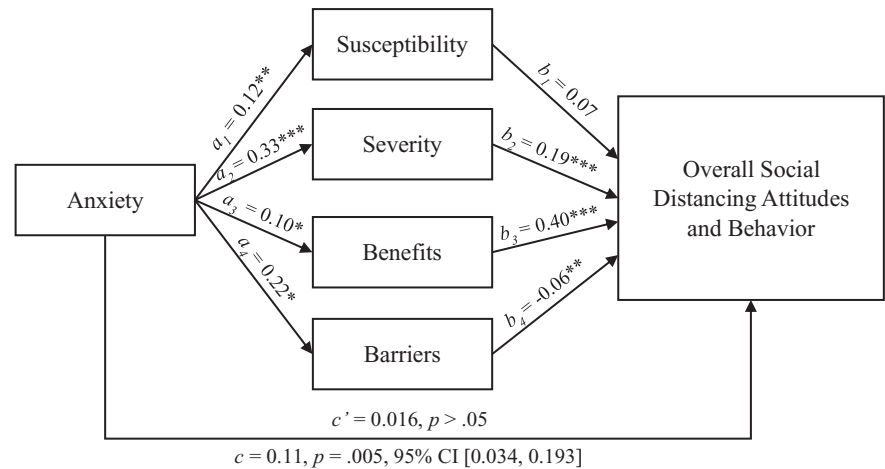 Susceptibility
a1 = 0.12**
b1 = 0.07
Severity
a2 = 0.33***
b2 = 0.19***
Anxiety
Overall Social
Distancing Attitudes
and Behavior
a3 = 0.10*
b3 = 0.40***
Benefits
a4 = 0.22*
b4 = -0.06**
Barriers
c’ = 0.016, p > .05
c = 0.11, p = .005, 95% CI [0.034, 0.193]